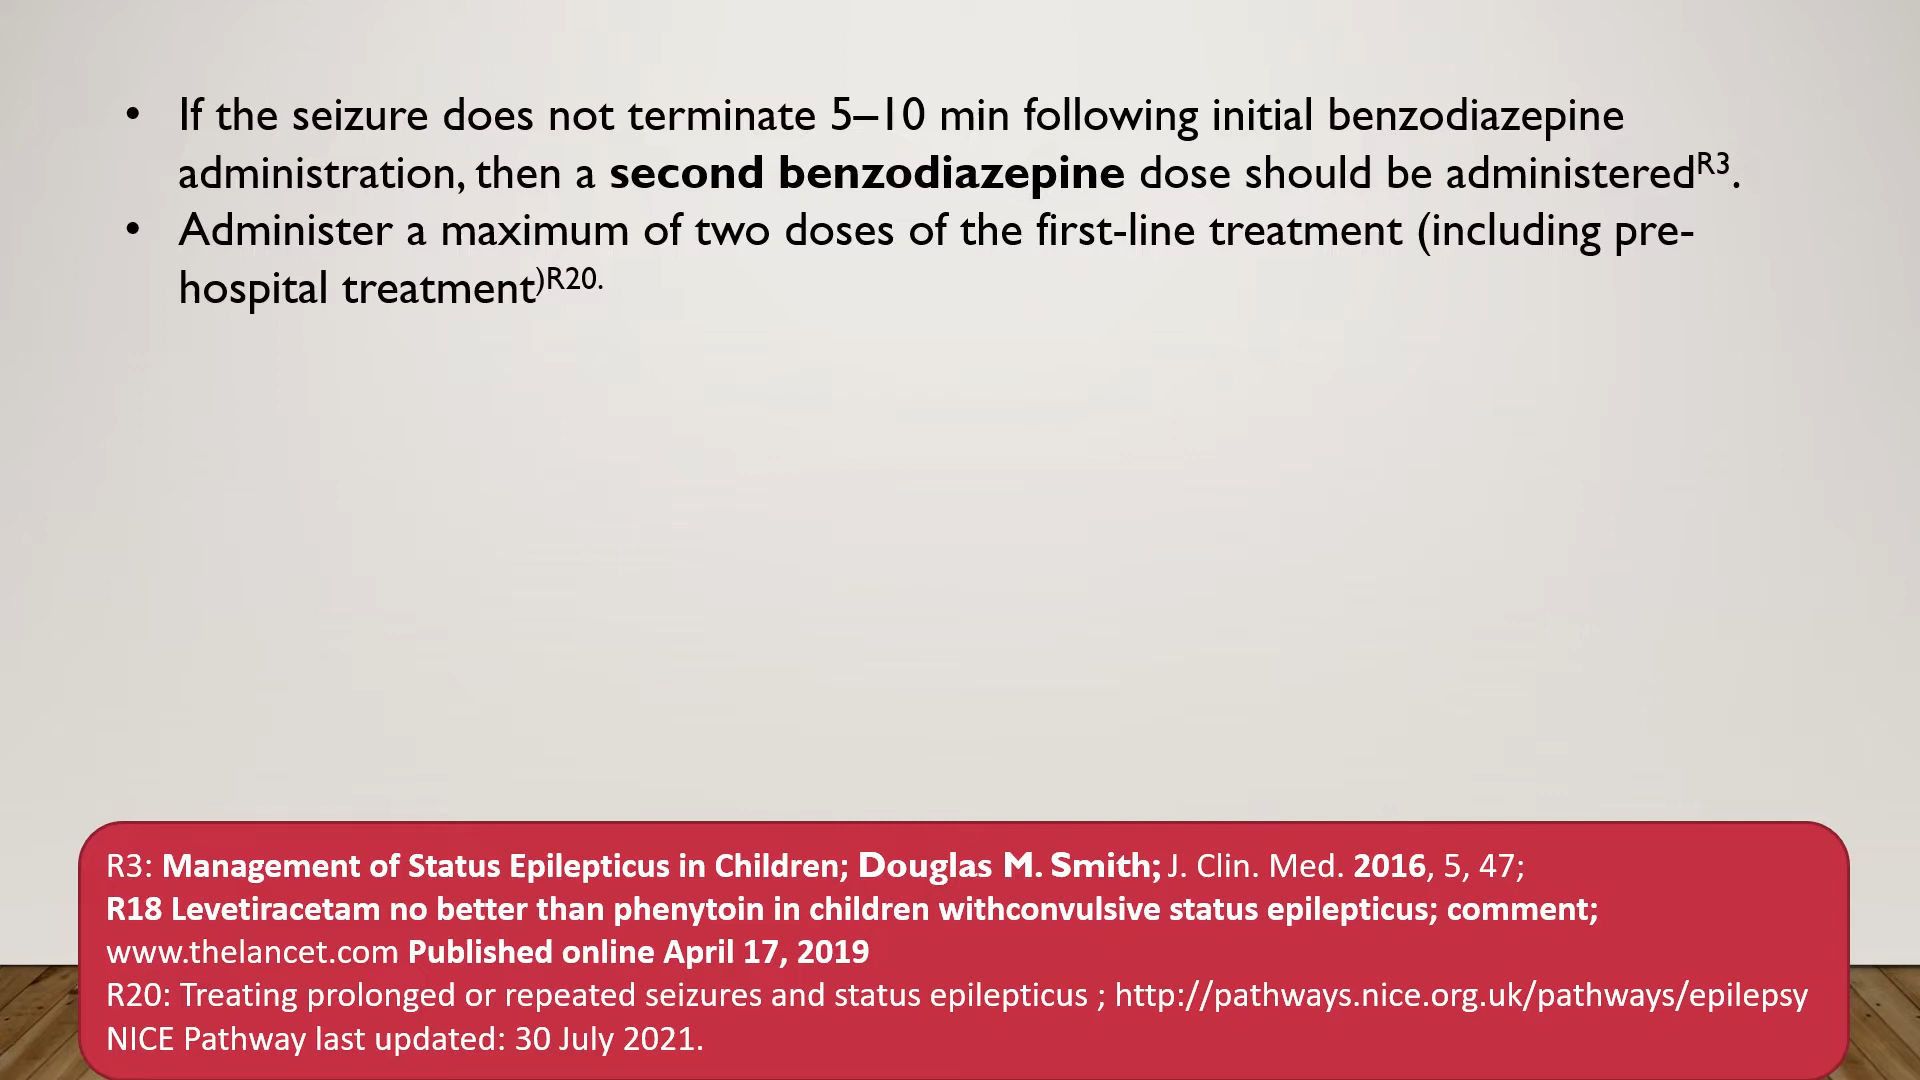 • If the seizure does not terminate 5–10 min following initial benzodiazepine
administration, then a second benzodiazepine dose should be administeredR3.
• Administer a maximum of two doses of the first-line treatment (including pre-
hospital treatment)R20.
R3: Management of Status Epilepticus in Children; Douglas M. Smith; J. Clin. Med. 2016, 5, 47;
R18 Levetiracetam no better than phenytoin in children withconvulsive status epilepticus; comment;
www.thelancet.com Published online April 17, 2019
R20: Treating prolonged or repeated seizures and status epilepticus ; http://pathways.nice.org.uk/pathways/epilepsy
NICE Pathway last updated: 30 July 2021.